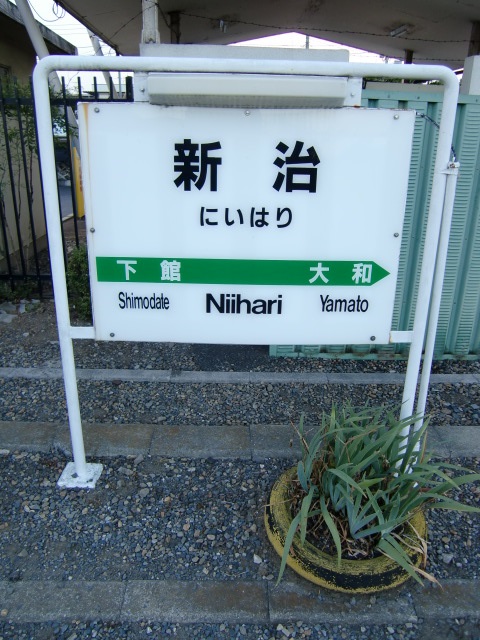 新治
にいはり
下館 大和
Shimodate Niihari Yamato